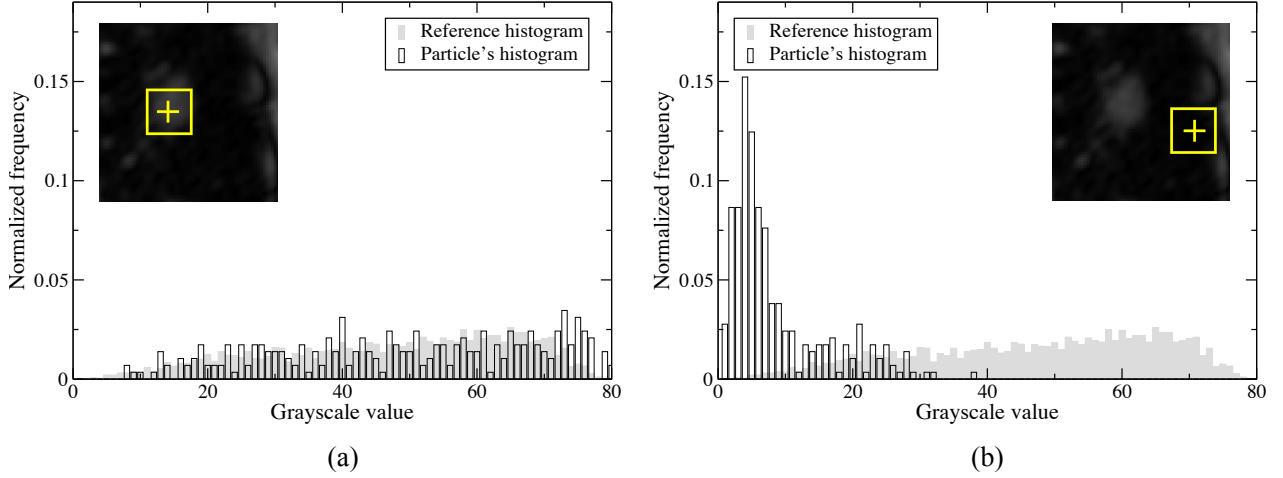 Reference histogram
Particle's histogram
Normalized frequency
0.15
0.1
0.05
0
0
20
40
60
80
Grayscale value
(a)
Reference histogram
Particle's histogram
Normalized frequency
0.15
0.1
0.05
0
0
20
40
60
80
Grayscale value
(b)